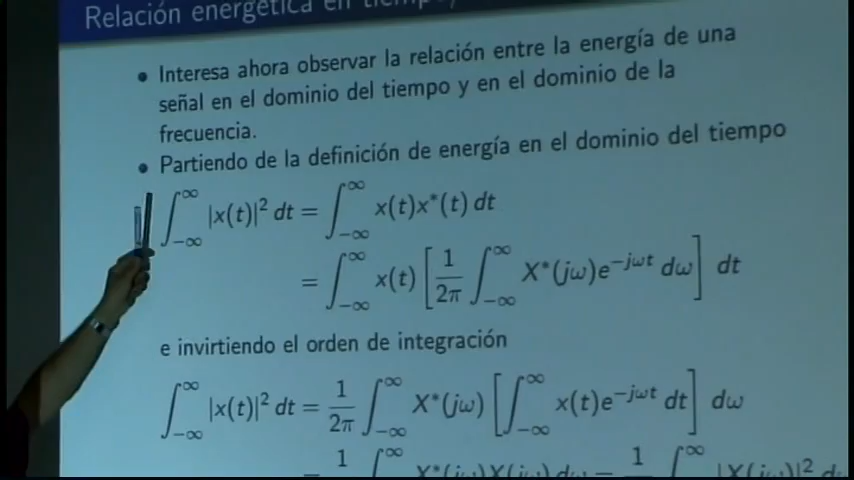 Relación energética en
• Interesa ahora observar la relación entre la energía de una
señal en el dominio del tiempo y en el dominio de la
frecuencia.
• Partiendo de la definición de energía en el dominio del tiempo
∫_{-∞}^{∞} |x(t)|² dt = ∫_{-∞}^{∞} x(t)x*(t) dt
= ∫_{-∞}^{∞} x(t) [ 1/2π ∫_{-∞}^{∞} X*(jω)e^{-jωt} dω ] dt
e invirtiendo el orden de integración
∫_{-∞}^{∞} |x(t)|² dt = 1/2π ∫_{-∞}^{∞} X*(jω) [ ∫_{-∞}^{∞} x(t)e^{-jωt} dt ] dω